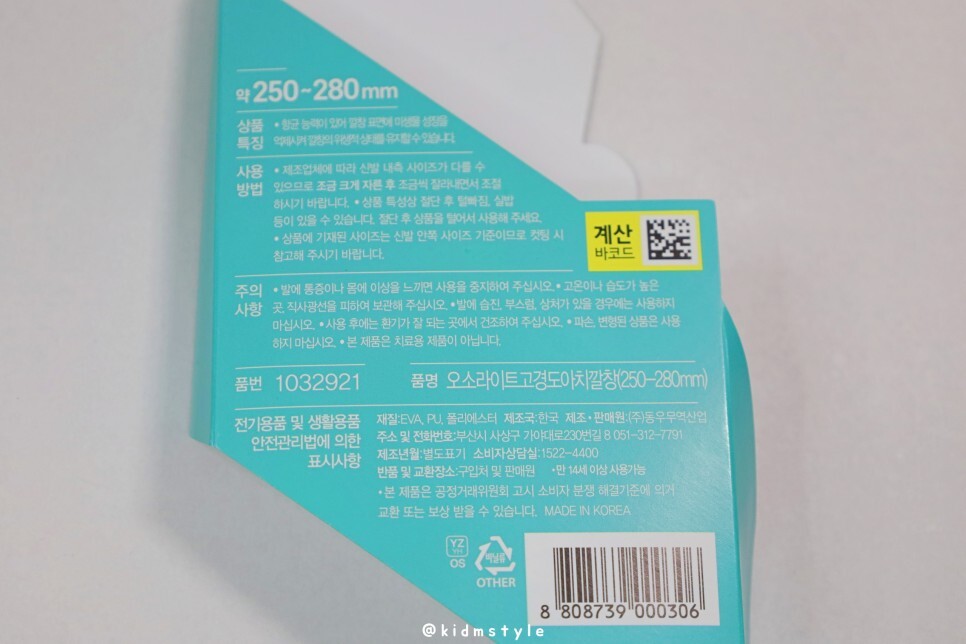 약 250~280mm
상품 특징
• 항균 능력이 있어 깔창 표면에 미생물 성장을
억제시켜 깔창의 위생적 상태를 유지할 수 있습니다.
사용 방법
• 제조업체에 따라 신발 내측 사이즈가 다를 수
있으므로 조금 크게 자른 후 조금씩 잘라내면서 조절
하시기 바랍니다. • 상품 특성상 절단 후 털빠짐, 실밥
등이 있을 수 있습니다. 절단 후 상품을 털어서 사용해 주세요.
• 상품에 기재된 사이즈는 신발 안쪽 사이즈 기준이므로 컷팅 시
참고해 주시기 바랍니다.
계산
바코드
주의 사항
• 발에 통증이나 몸에 이상을 느끼면 사용을 중지하여 주십시오. • 고온이나 습도가 높은
곳, 직사광선을 피하여 보관해 주십시오. • 발에 습진, 부스럼, 상처가 있을 경우에는 사용하지
마십시오. • 사용 후에는 환기가 잘 되는 곳에서 건조하여 주십시오. • 파손, 변형된 상품은 사용
하지 마십시오. • 본 제품은 치료용 제품이 아닙니다.
품번 1032921 품명 오소라이트고경도아치깔창(250-280mm)
전기용품 및 생활용품
안전관리법에 의한
표시사항
재질:EVA, PU, 폴리에스터 제조국:한국 제조•판매원:(주)동우무역산업
주소 및 전화번호:부산시 사상구 가야대로230번길 8 051-312-7791
제조년월:별도표기 소비자상담실:1522-4400
반품 및 교환장소:구입처 및 판매원 •만 14세 이상 사용가능
•본 제품은 공정거래위원회 고시 소비자 분쟁 해결기준에 의거
교환 또는 보상 받을 수 있습니다. MADE IN KOREA
YZ
YH
OS
비닐류
OTHER
8 808739 000306
@kidmstyle